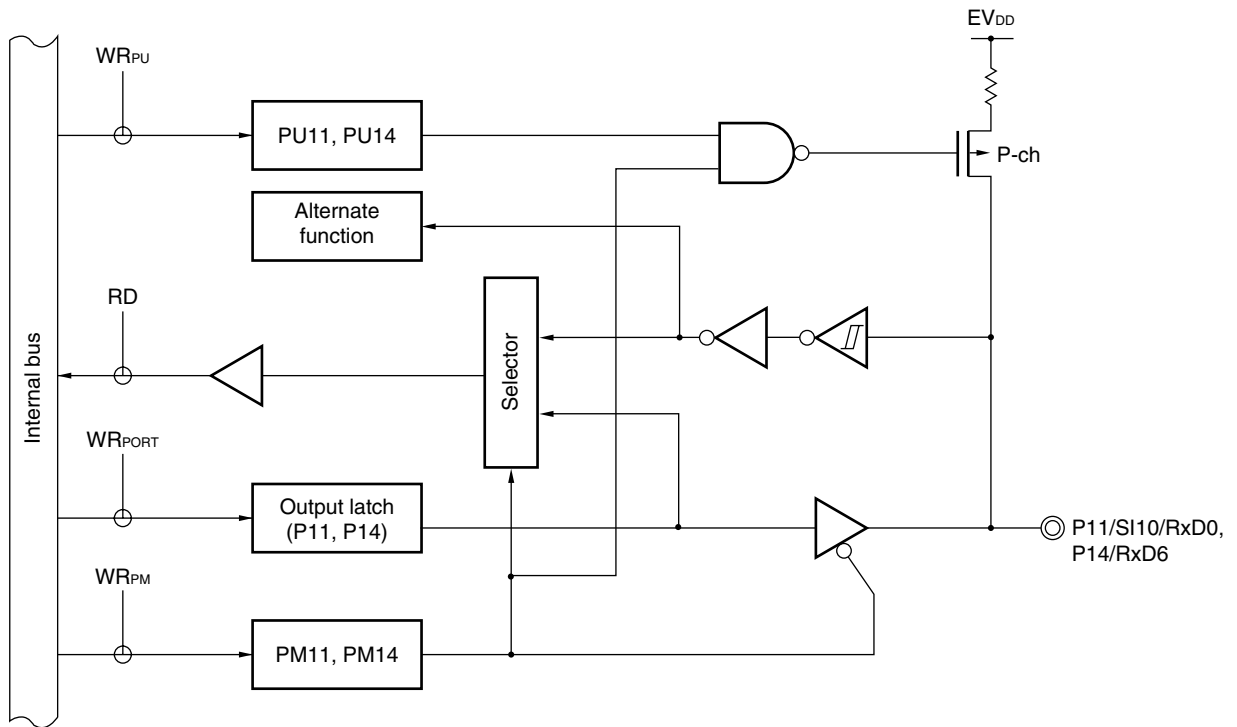 EVDD
WRPU
PU11, PU14
P-ch
Alternate
function
RD
Selector
Internal bus
WRPORT
Output latch
(P11, P14)
P11/SI10/RxD0,
P14/RxD6
WRPM
PM11, PM14